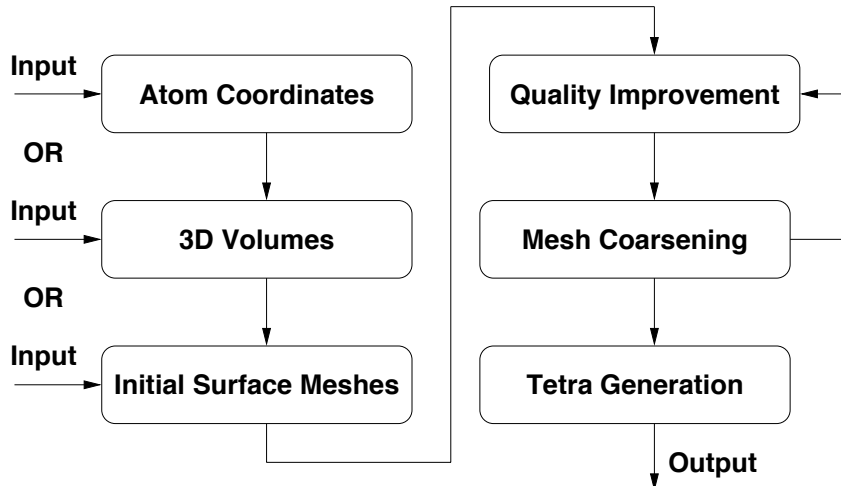 Input
Atom Coordinates
OR
Input
3D Volumes
OR
Input
Initial Surface Meshes
Quality Improvement
Mesh Coarsening
Tetra Generation
Output